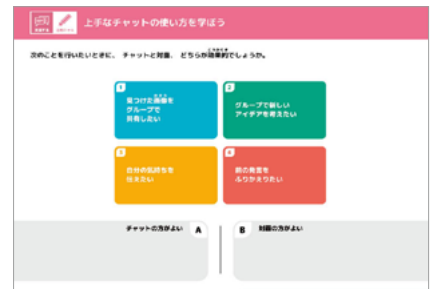 上手なチャットの使い方を学ぼう
次のことを行いたいときに、チャットと対面、どちらが効果的でしょうか。
1
見つけた画像を
グループで
共有したい
2
グループで新しい
アイデアを考えたい
3
自分の気持ちを
伝えたい
4
前の発言を
ふりかえりたい
チャットの方がよい A
B 対面の方がよい